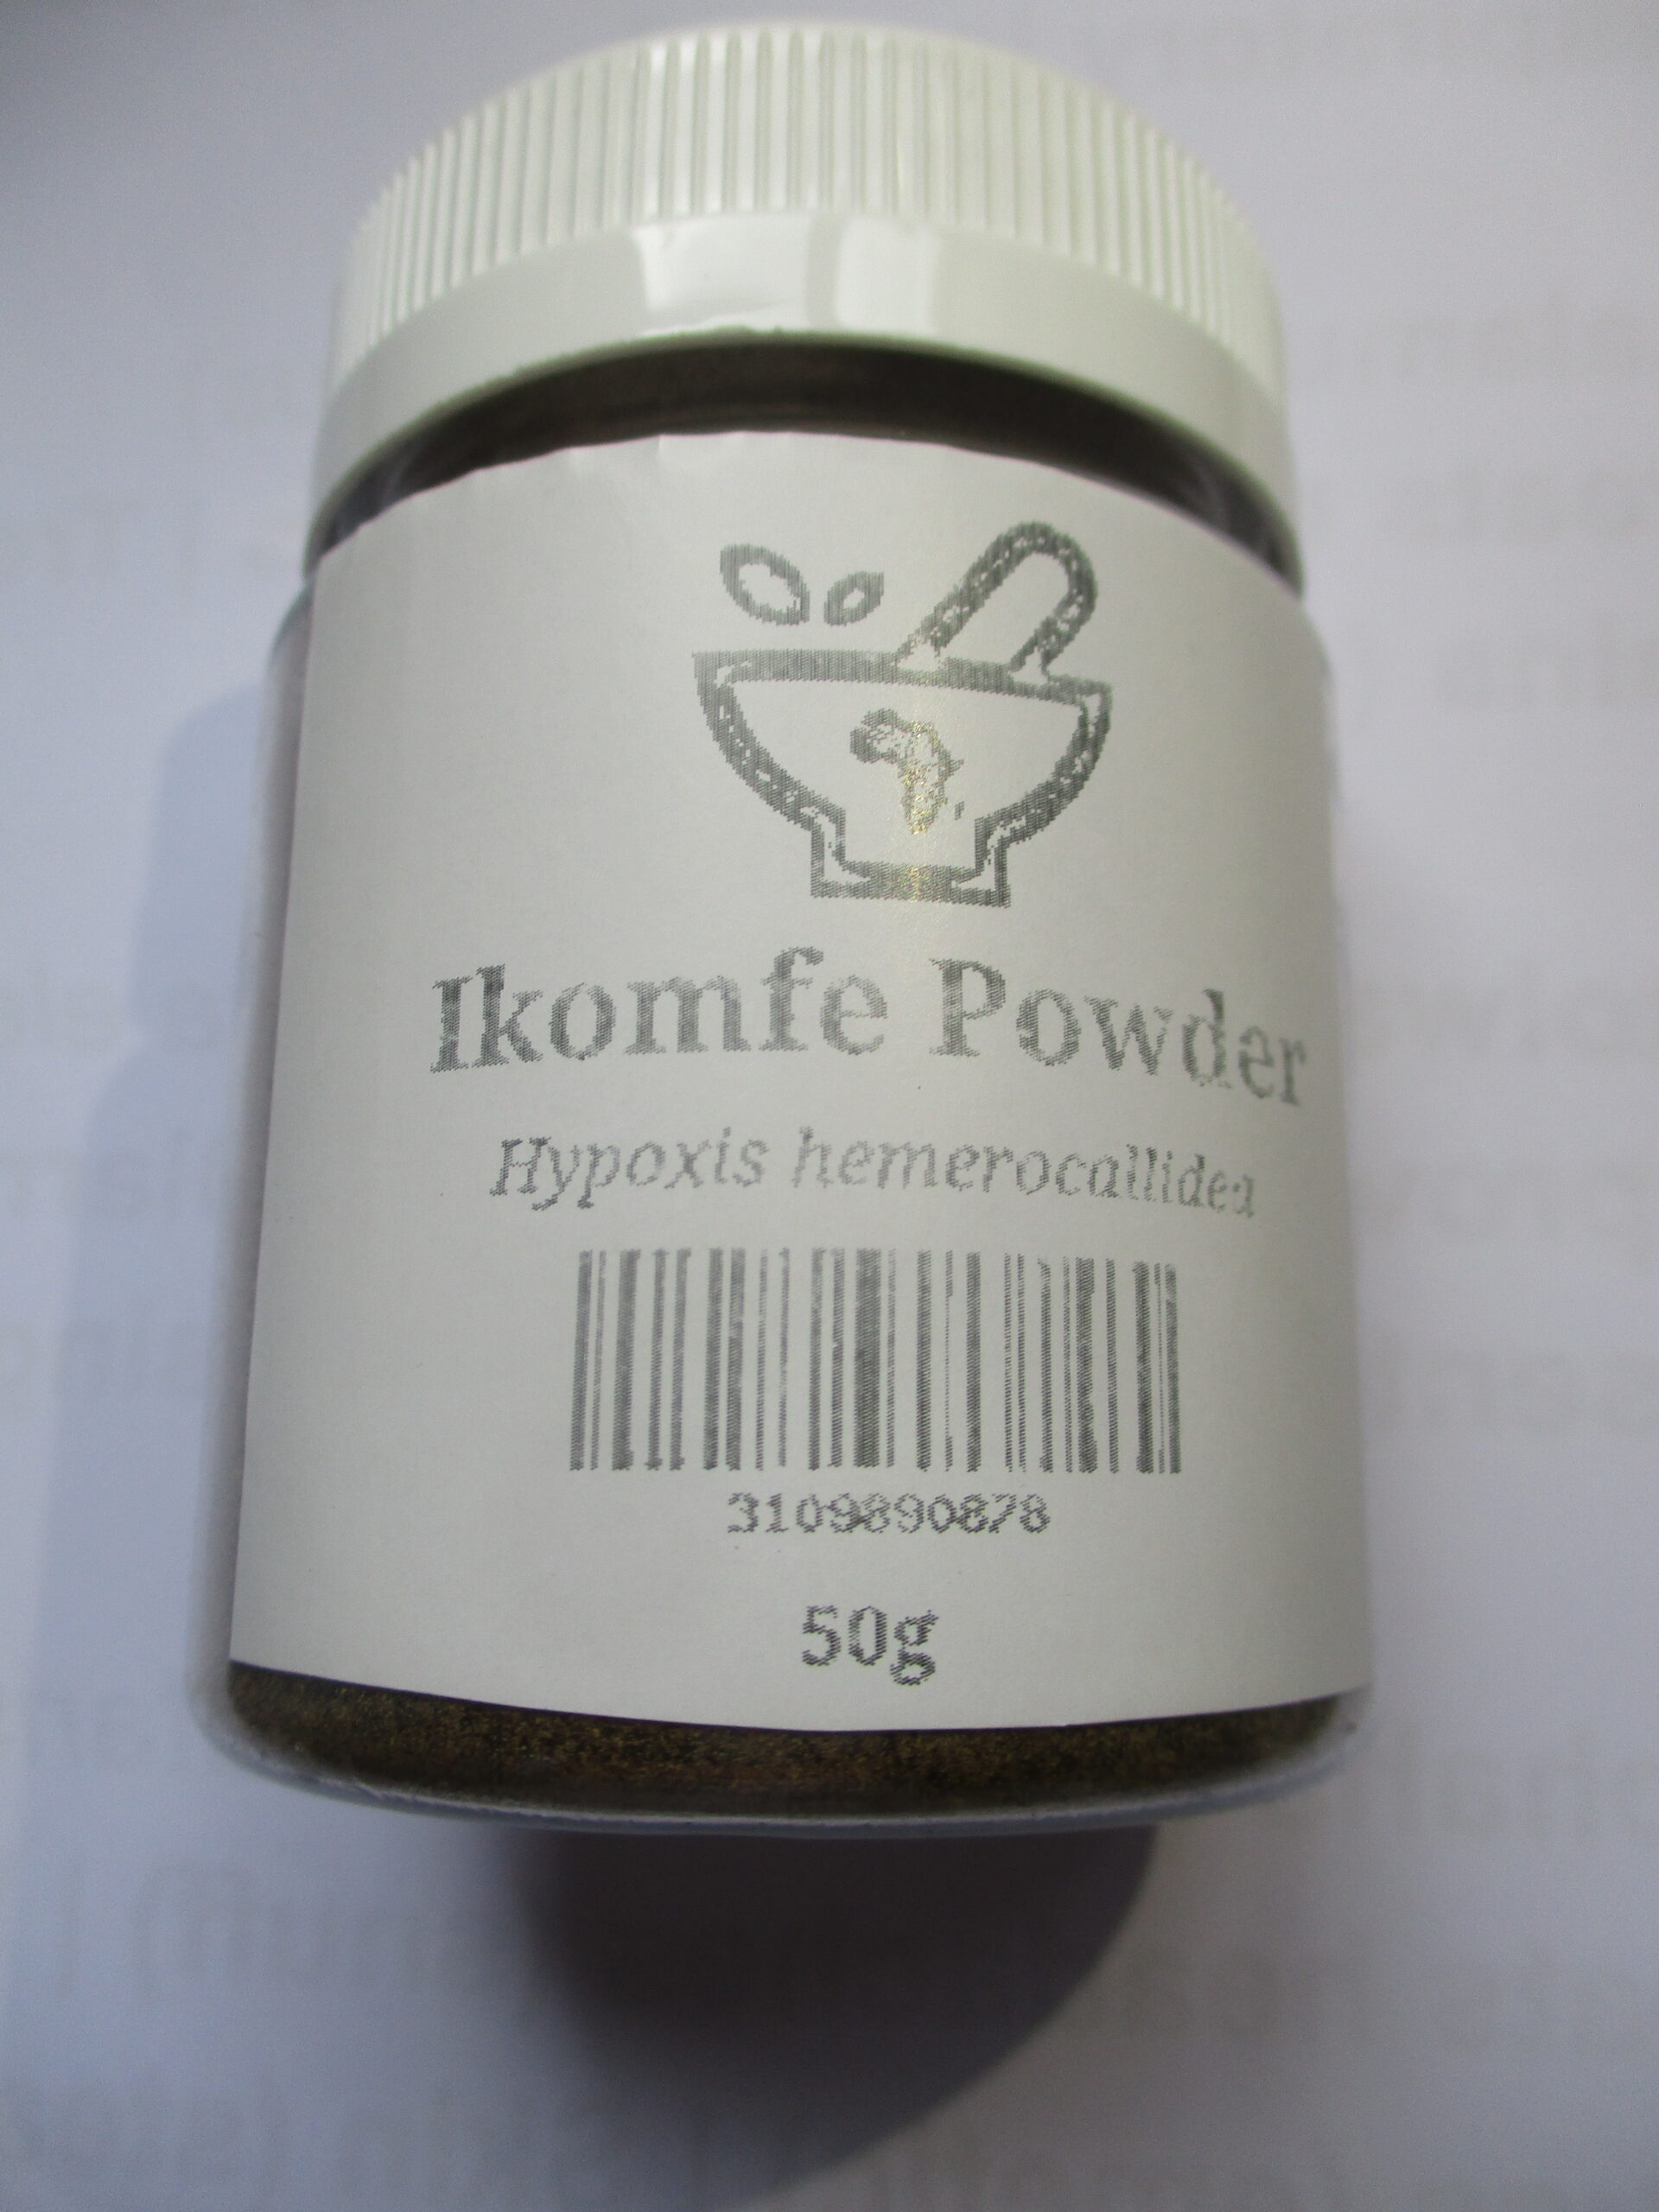 Ikomfe Powder
Hypoxis hemerocallidea
3109890878
50g